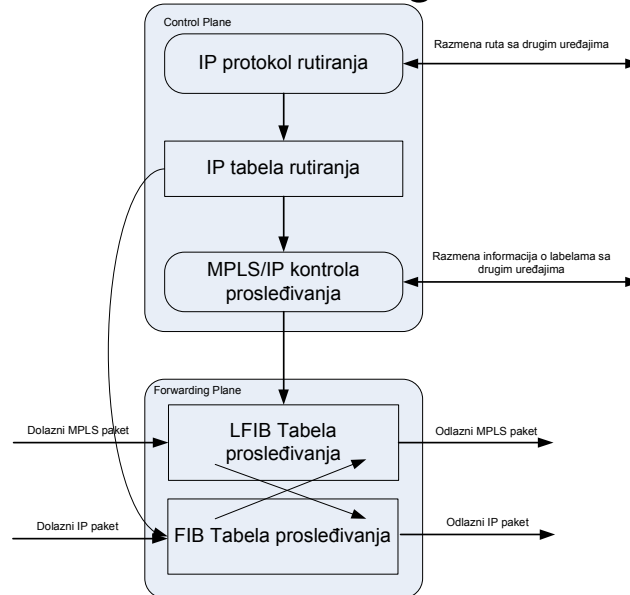 Control Plane
IP protokol rutiranja
Razmena ruta sa drugim uređajima
IP tabela rutiranja
MPLS/IP kontrola
prosleđivanja
Razmena informacija o labelama sa
drugim uređajima
Forwarding Plane
Dolazni MPLS paket
LFIB Tabela
prosleđivanja
Odlazni MPLS paket
Dolazni IP paket
FIB Tabela prosleđivanja
Odlazni IP paket